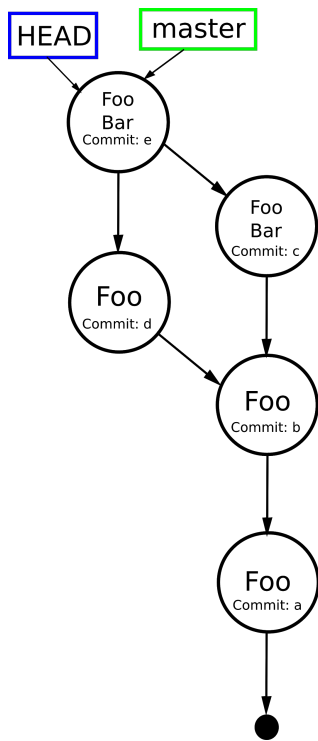 HEAD
master
Foo
Bar
Commit: e
Foo
Bar
Commit: c
Foo
Commit: d
Foo
Commit: b
Foo
Commit: a